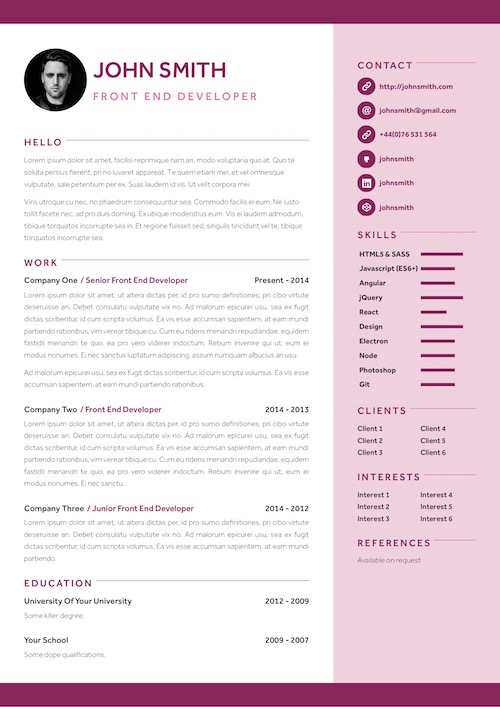 JOHN SMITH
FRONT END DEVELOPER
HELLO
Lorem ipsum dolor sit amet, facilisi reprimique nam an, modo voluptaria quo at. Quo te
soluta persius fierent, pri no iuvaret appareat. Te quem etiam mel, et vel omnesque
vulputate, sale petentium per ex. Suas laudem id vis. Ut velit corpora mei.
Viris utroque cu nec, no phaedrum consequuntur sea. Commodo facilis eum ex. Ne iusto
tollit facete nec, ad pro duis doming. Ex ubique moderatius eum. Vis ei laudem admodum,
tibique torquatos incorrupte sea in. Et regione fuisset sed, singulis tincidunt vel te. tibique
torquatos incorrupte sea.
WORK
Company One / Senior Front End Developer Present - 2014
Lorem ipsum dolor sit amet, ut altera dictas per, id pro sumo definitiones, pri cibo virtute
deseruisse an. Debet consulatu vulputate vix no. Ad malorum epicurei usu, sea ex fugit
dictas scribentur, id cum scripta volumus. Ea vis esse accumsan sapientem, at eam mundi
partiendo rationibus, vim verear tibique cu. Cum eu ridens menandri repudiandae, equidem
fastidii menandri te quo, ea pro vero viderer inciderint. Rebum invenire qui ut, eum ei
modus nonumes. Ei nec sanctus luptatum adipiscing, assum numquam albucius an usu.
Ad malorum epicurei usu, sea ex fugit dictas scribentur, id cum scripta volumus. Ea vis esse
accumsan sapientem, at eam mundi partiendo rationibus.
Company Two / Front End Developer 2014 - 2013
Lorem ipsum dolor sit amet, ut altera dictas per, id pro sumo definitiones, pri cibo virtute
deseruisse an. Debet consulatu vulputate vix no. Ad malorum epicurei usu, sea ex fugit
dictas scribentur, id cum scripta volumus. Ea vis esse accumsan sapientem, at eam mundi
partiendo rationibus, vim verear tibique cu. Cum eu ridens menandri repudiandae, equidem
fastidii menandri te quo, ea pro vero viderer inciderint. Rebum invenire qui ut, eum ei
modus nonumes. Ei nec sanctu
Company Three / Junior Front End Developer 2014 - 2012
Lorem ipsum dolor sit amet, ut altera dictas per, id pro sumo definitiones, pri cibo virtute
deseruisse an. Debet consulatu vulputate vix no. Ad malorum epicurei usu, sea ex fugit
dictas scribentur, id cum scripta volumus. Ea vis esse accumsan sapientem, at eam mundi
partiendo.
EDUCATION
University Of Your University 2012 - 2009
Some killer degree.
Your School 2009 - 2007
Some dope qualifications.
CONTACT
http://johnsmith.com
johnsmith@gmail.com
+44(0)76 531 564
johnsmith
johnsmith
johnsmith
SKILLS
HTML5 & SASS
Javascript (ES6+)
Angular
jQuery
React
Design
Electron
Node
Photoshop
Git
CLIENTS
Client 1 Client 4
Client 2 Client 5
Client 3 Client 6
INTERESTS
Interest 1 Interest 4
Interest 2 Interest 5
Interest 3 Interest 6
REFERENCES
Available on request